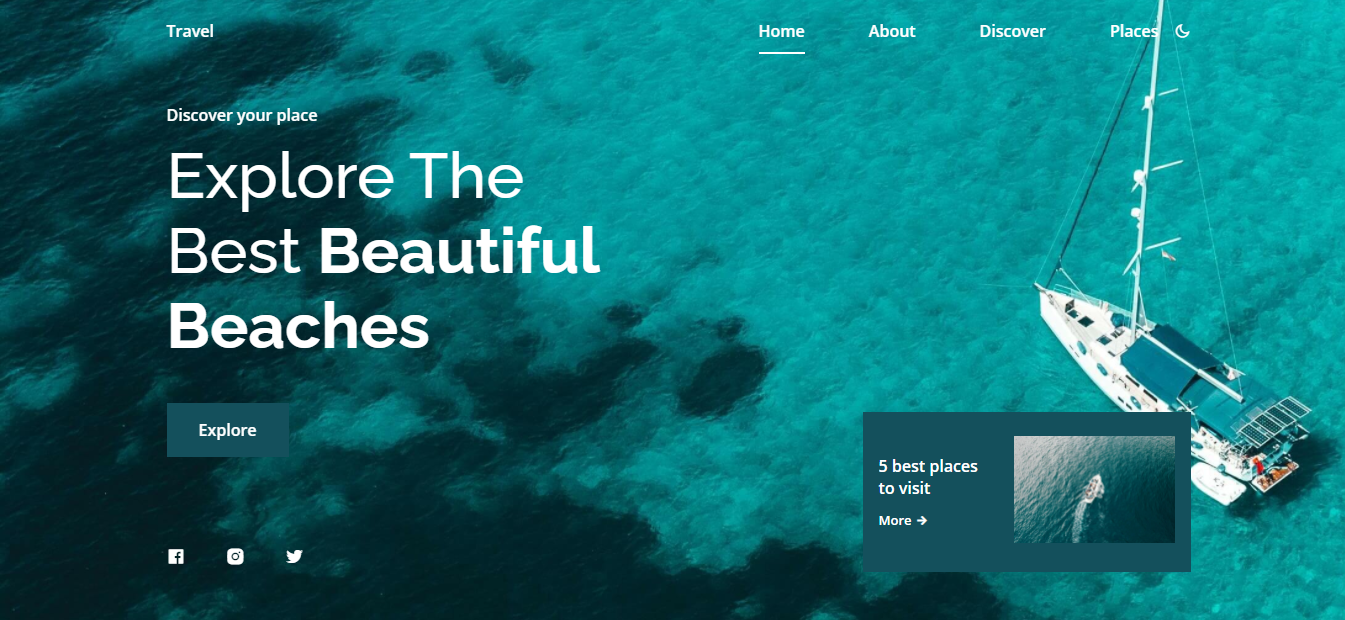 Travel
Home About Discover Places
Discover your place
Explore The
Best Beautiful
Beaches
Explore
5 best places
to visit
More →